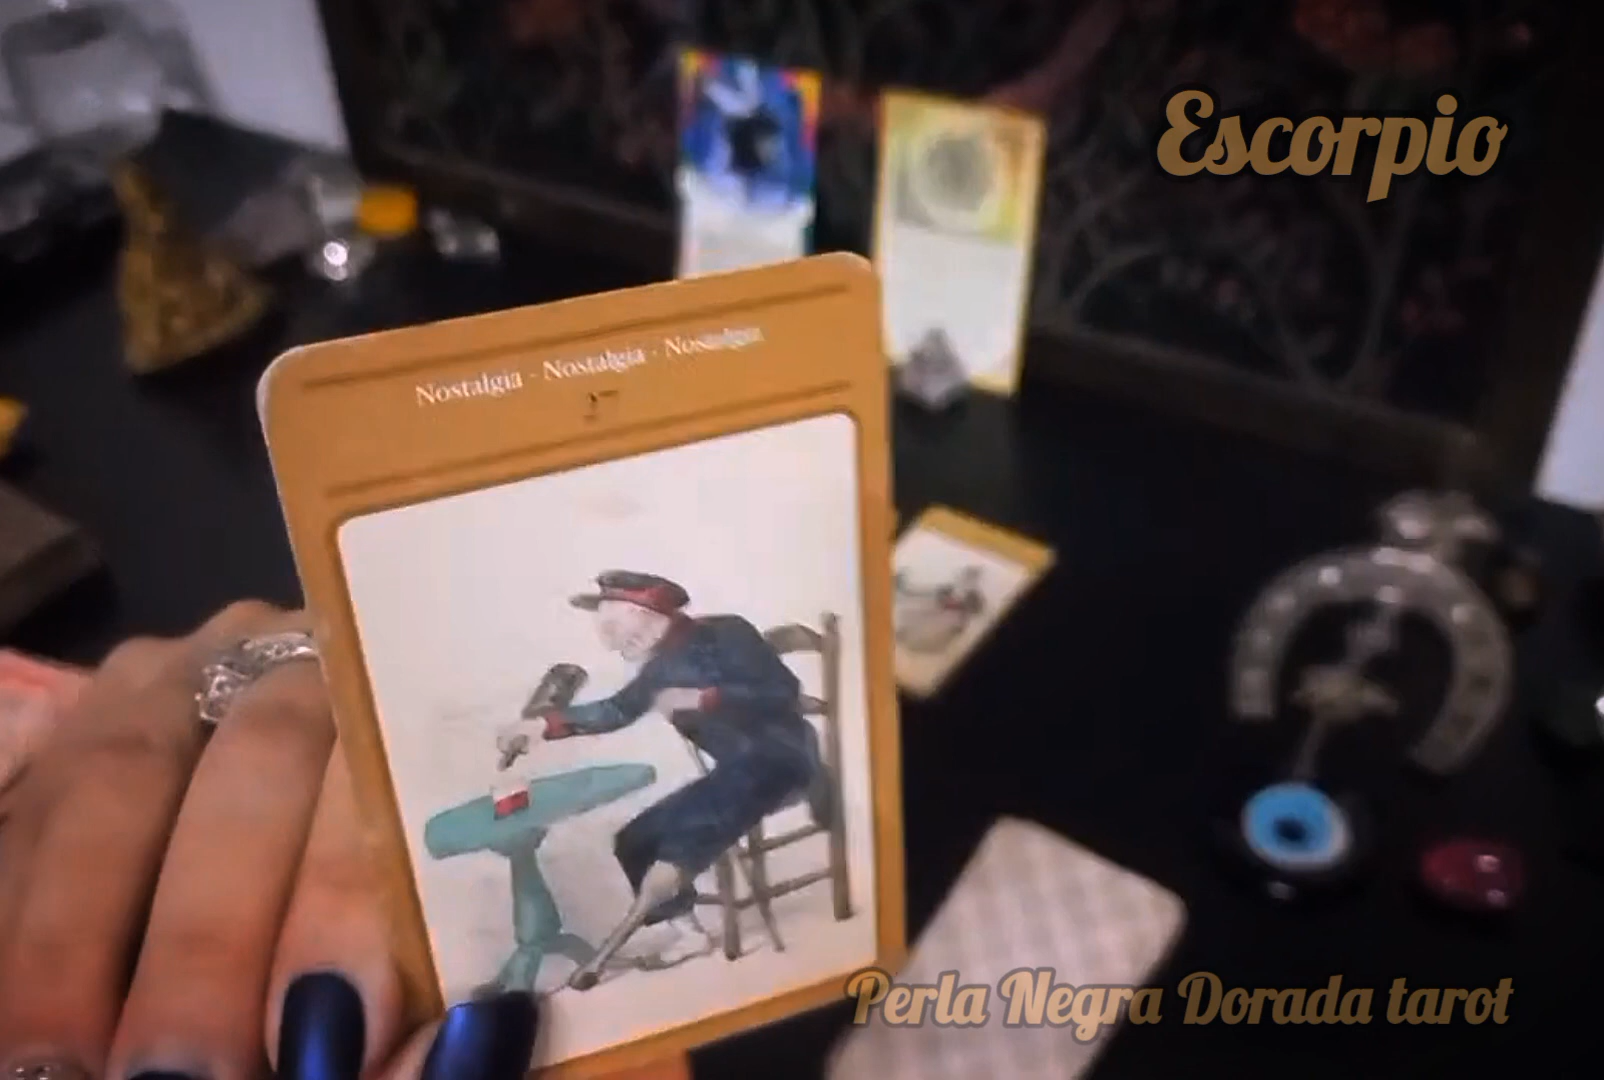 Escorpio
Nostalgia - Nostalgia - Nostalgia
Perla Negra Dorada tarot